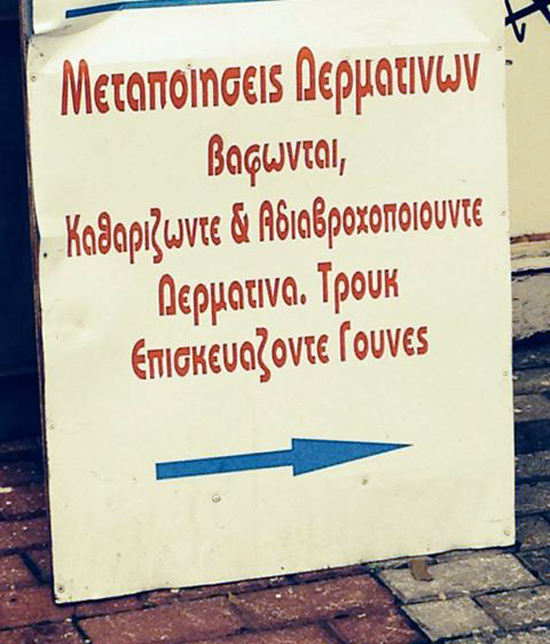 Μεταποιησεις Δερματινων
Βαφωνται,
Καθαριζωντε & Αδιαβροχοποιουντε
Δερματινα. Τρουκ
Επισκευαζοντε Γουνες